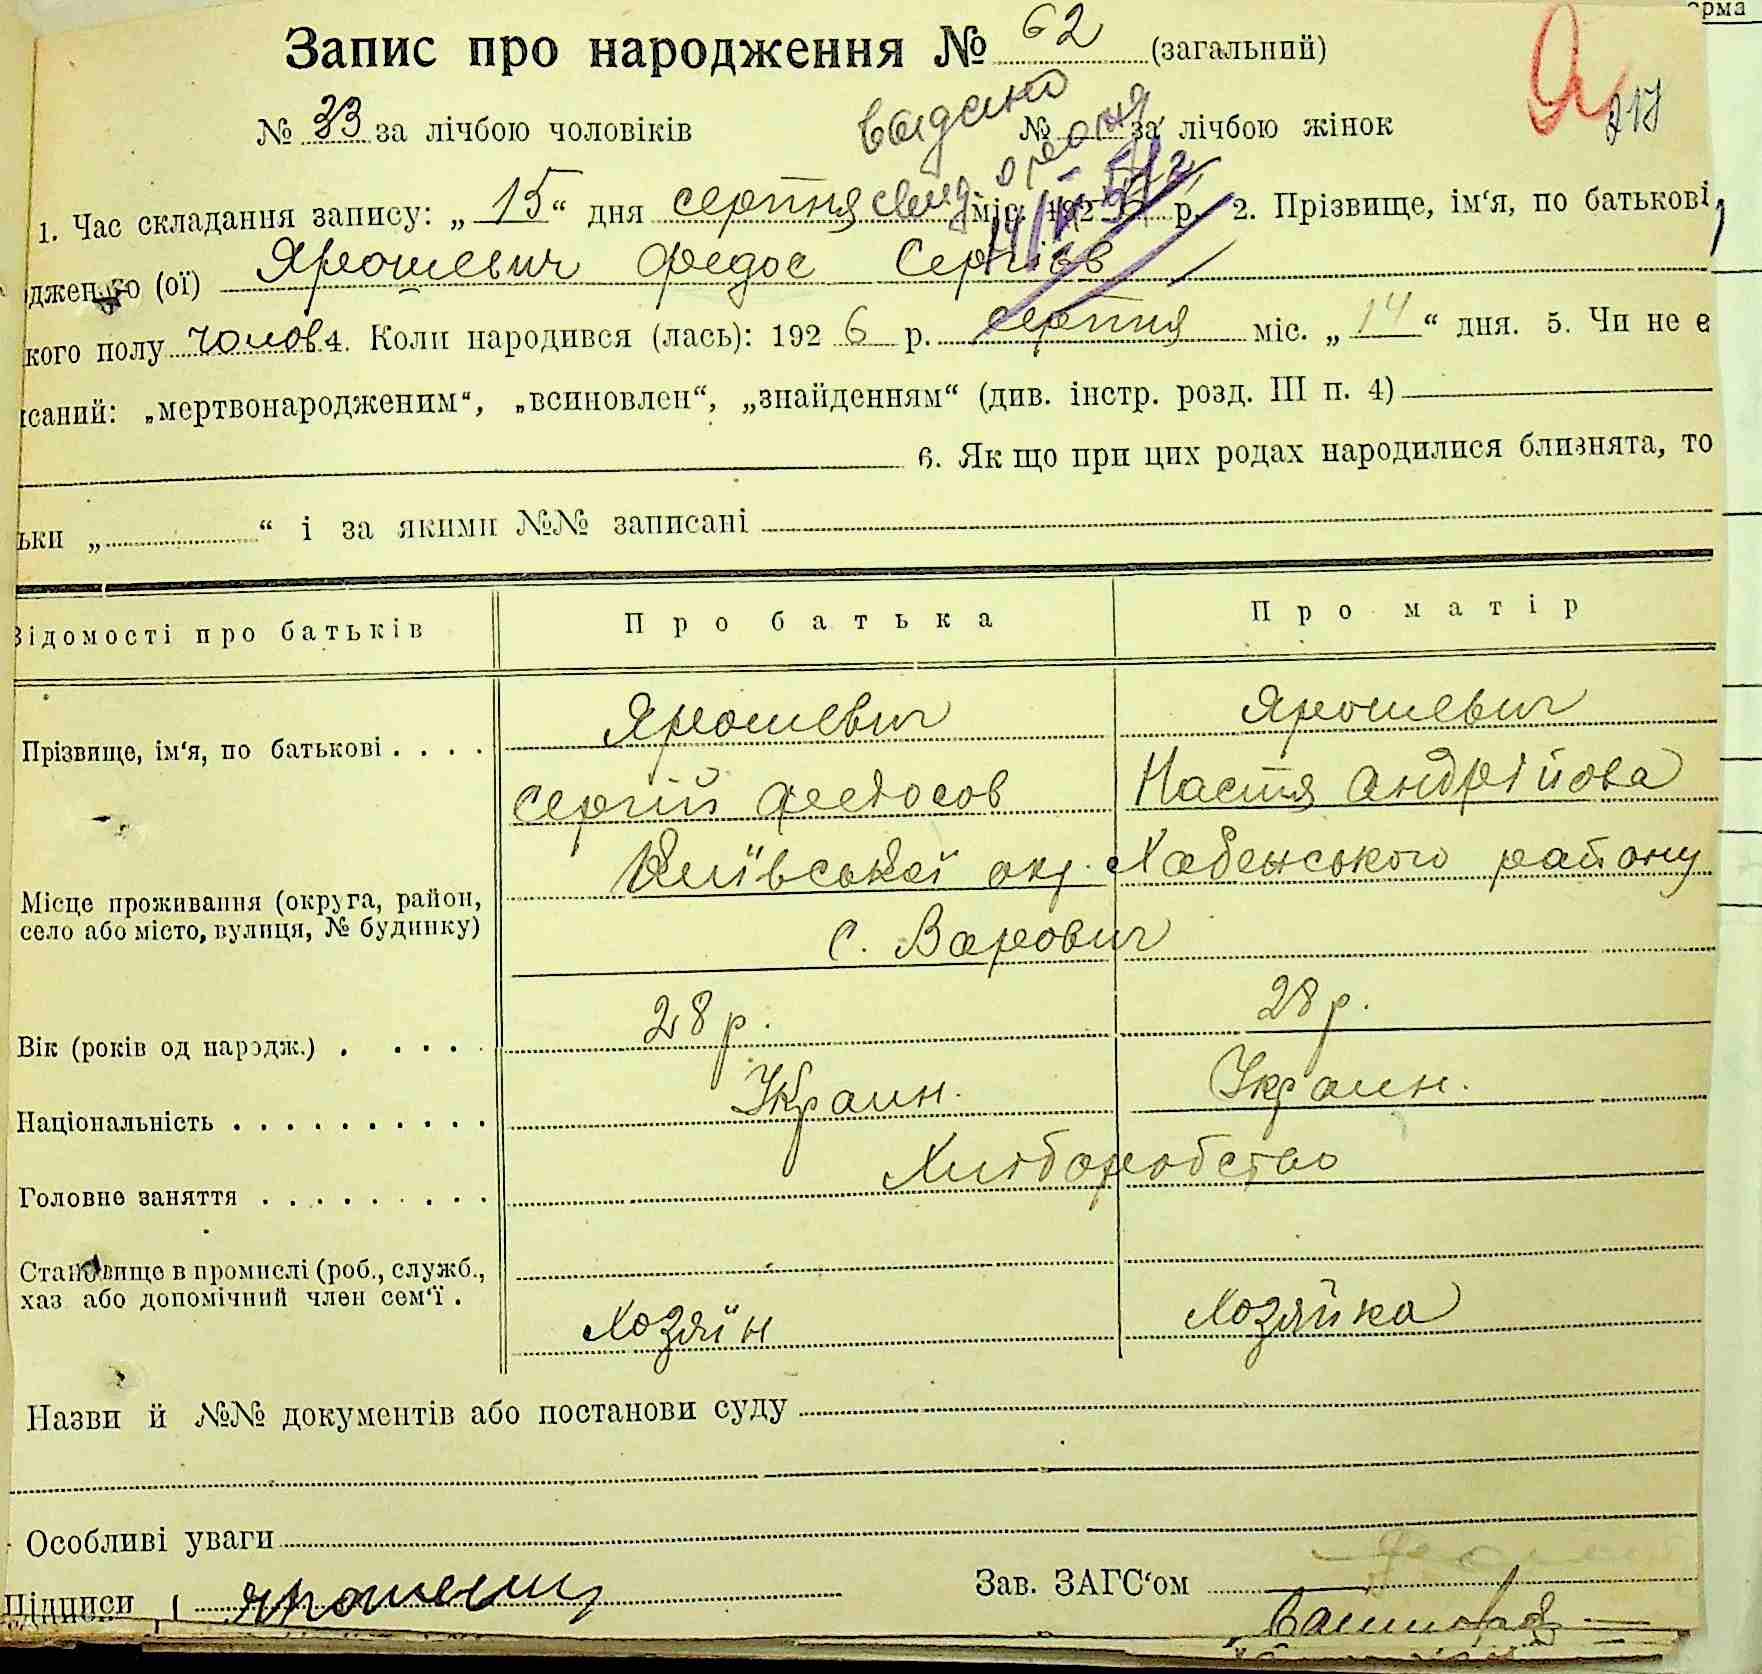 орма
Запис про народження № 62 (загальний)
№ 33 за лічбою чоловіків № за лічбою жінок
видано
217
1. Час складання запису: „ 15 “ дня серпня міс. 192 р. 2. Прізвище, ім‘я, по батькові,
дженого (ої) Ярошевич Федос Сергіїв
кого полу чолов 4. Коли народився (лась): 192 6 р. серпня міс. „ 14 “ дня. 5. Чи не є
исаний: „мертвонародженим“, „всиновлен“, „знайденням“ (див. інстр. розд. III п. 4)
6. Як що при цих родах народилися близнята, то
ьки „ “ і за якими №№ записані
Відомості про батьків Про батька Про матір
Прізвище, ім‘я, по батькові . . . . Ярошевич Ярошевич
Сергій Федосов Настя Андрійова
Місце проживання (округа, район, село або місто, вулиця, № будинку) Київської окр. Хабенського району
с. Варович
Вік (років од народж.) . . . . . 28 р. 28 р.
Національність . . . . . . . . . . Украин. Украин.
Головне заняття . . . . . . . . . Хліборобство
Становище в промислі (роб., служб.,
хаз або допомічний член сем‘ї . Хозяїн Хозяйка
Назви й №№ документів або постанови суду
Особливі уваги
Підписи Ярошевич Зав. ЗАГС‘ом